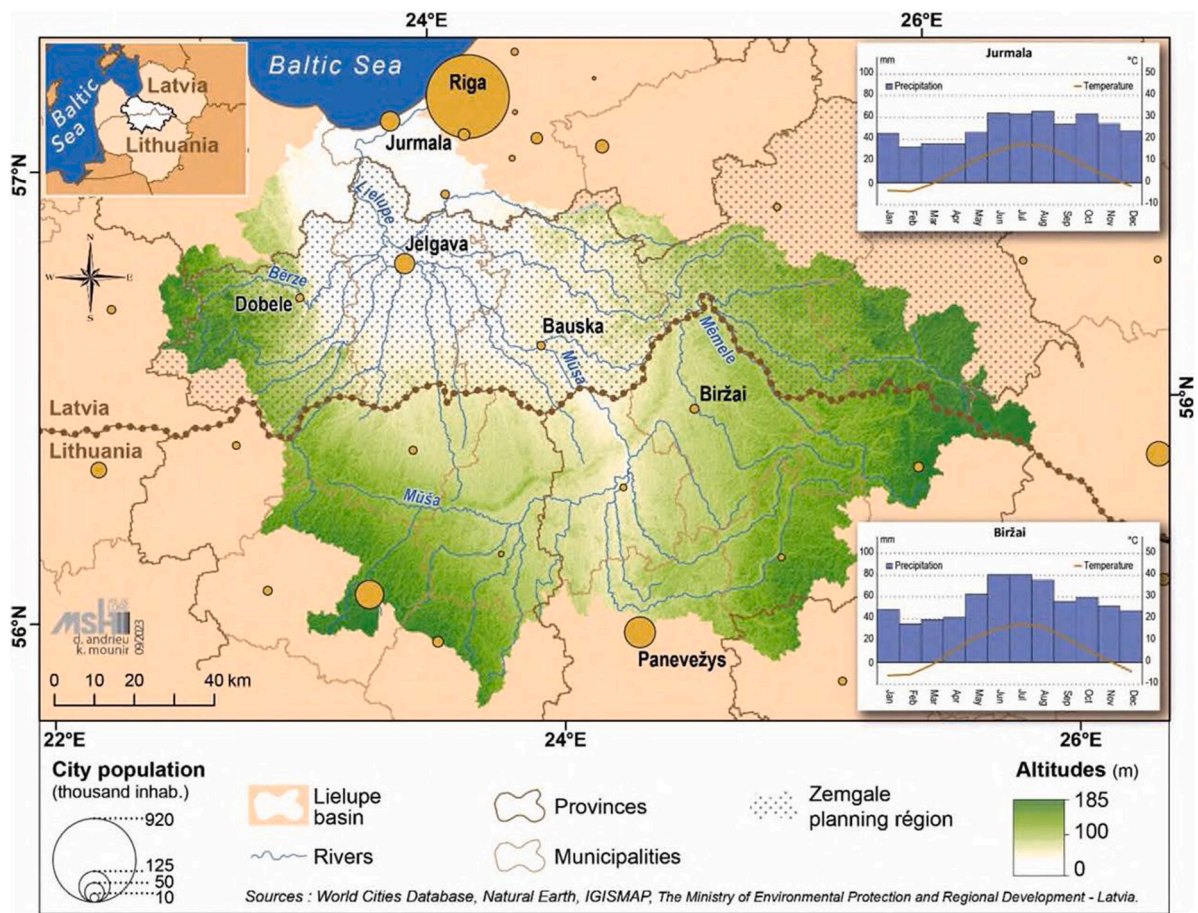 24°E
26°E
Baltic Sea
Riga
Jurmala
Latvia
Baltic
Sea
Lithuania
57°N
Lielupe
Jelgava
Bērze
Dobele
Bauska
Mūša
Mēmele
Biržai
Latvia
Lithuania
Mūša
Panevežys
N
W
E
S
56°N
56°N
MSH
d. andrieu
k. mounir
09/2023
0 10 20 40 km
22°E
24°E
26°E
Jurmala
mm
°C
Precipitation
Temperature
100
80
60
40
20
0
50
40
30
20
10
0
-10
Jan
Feb
Mar
Apr
May
Jun
Jul
Aug
Sep
Oct
Nov
Dec
Biržai
mm
°C
Precipitation
Temperature
100
80
60
40
20
0
50
40
30
20
10
0
-10
Jan
Feb
Mar
Apr
May
Jun
Jul
Aug
Sep
Oct
Nov
Dec
City population
(thousand inhab.)
920
125
50
10
Lielupe
basin
Rivers
Provinces
Municipalities
Zemgale
planning région
Altitudes (m)
185
100
0
Sources : World Cities Database, Natural Earth, IGISMAP, The Ministry of Environmental Protection and Regional Development - Latvia.